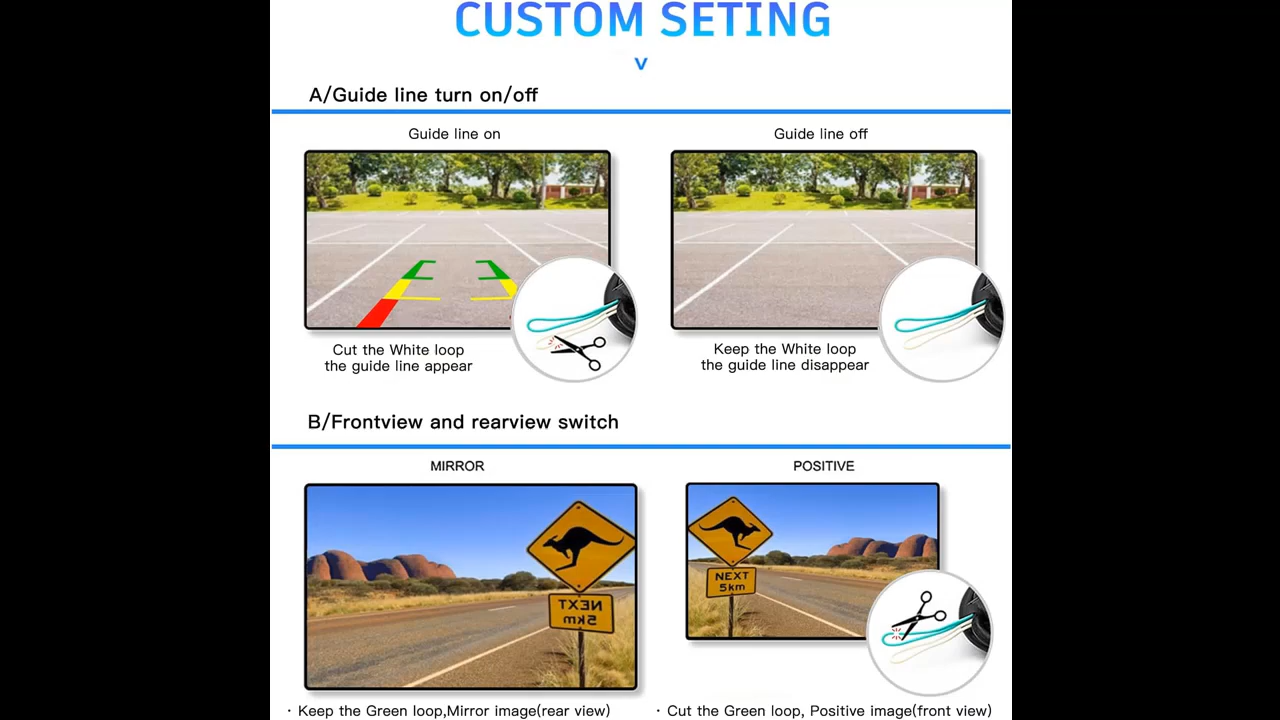 CUSTOM SETING
v
A/Guide line turn on/off
Guide line on
Guide line off
Cut the White loop
the guide line appear
Keep the White loop
the guide line disappear
B/Frontview and rearview switch
MIRROR
POSITIVE
NEXT
5km
NEXT
5km
· Keep the Green loop,Mirror image(rear view)
· Cut the Green loop, Positive image(front view)